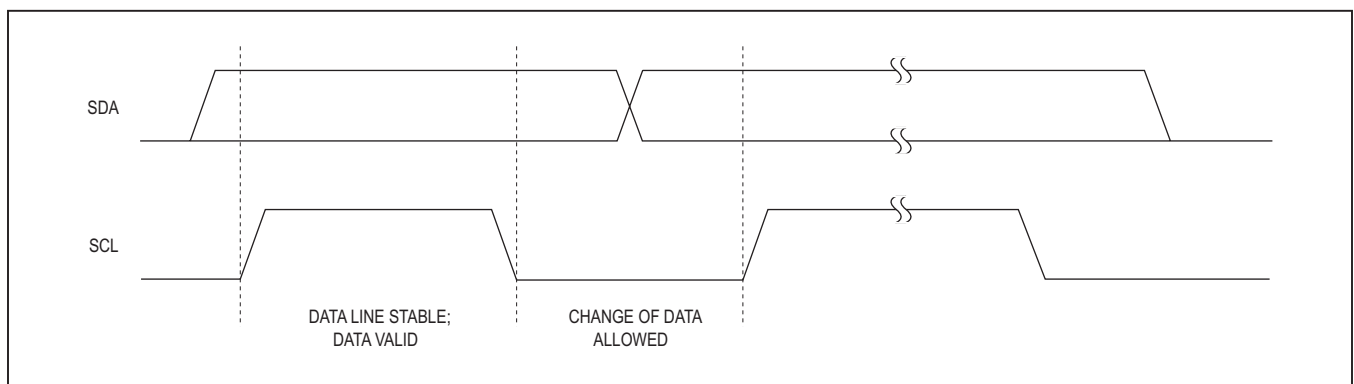 SDA
SCL
DATA LINE STABLE;
DATA VALID
CHANGE OF DATA
ALLOWED